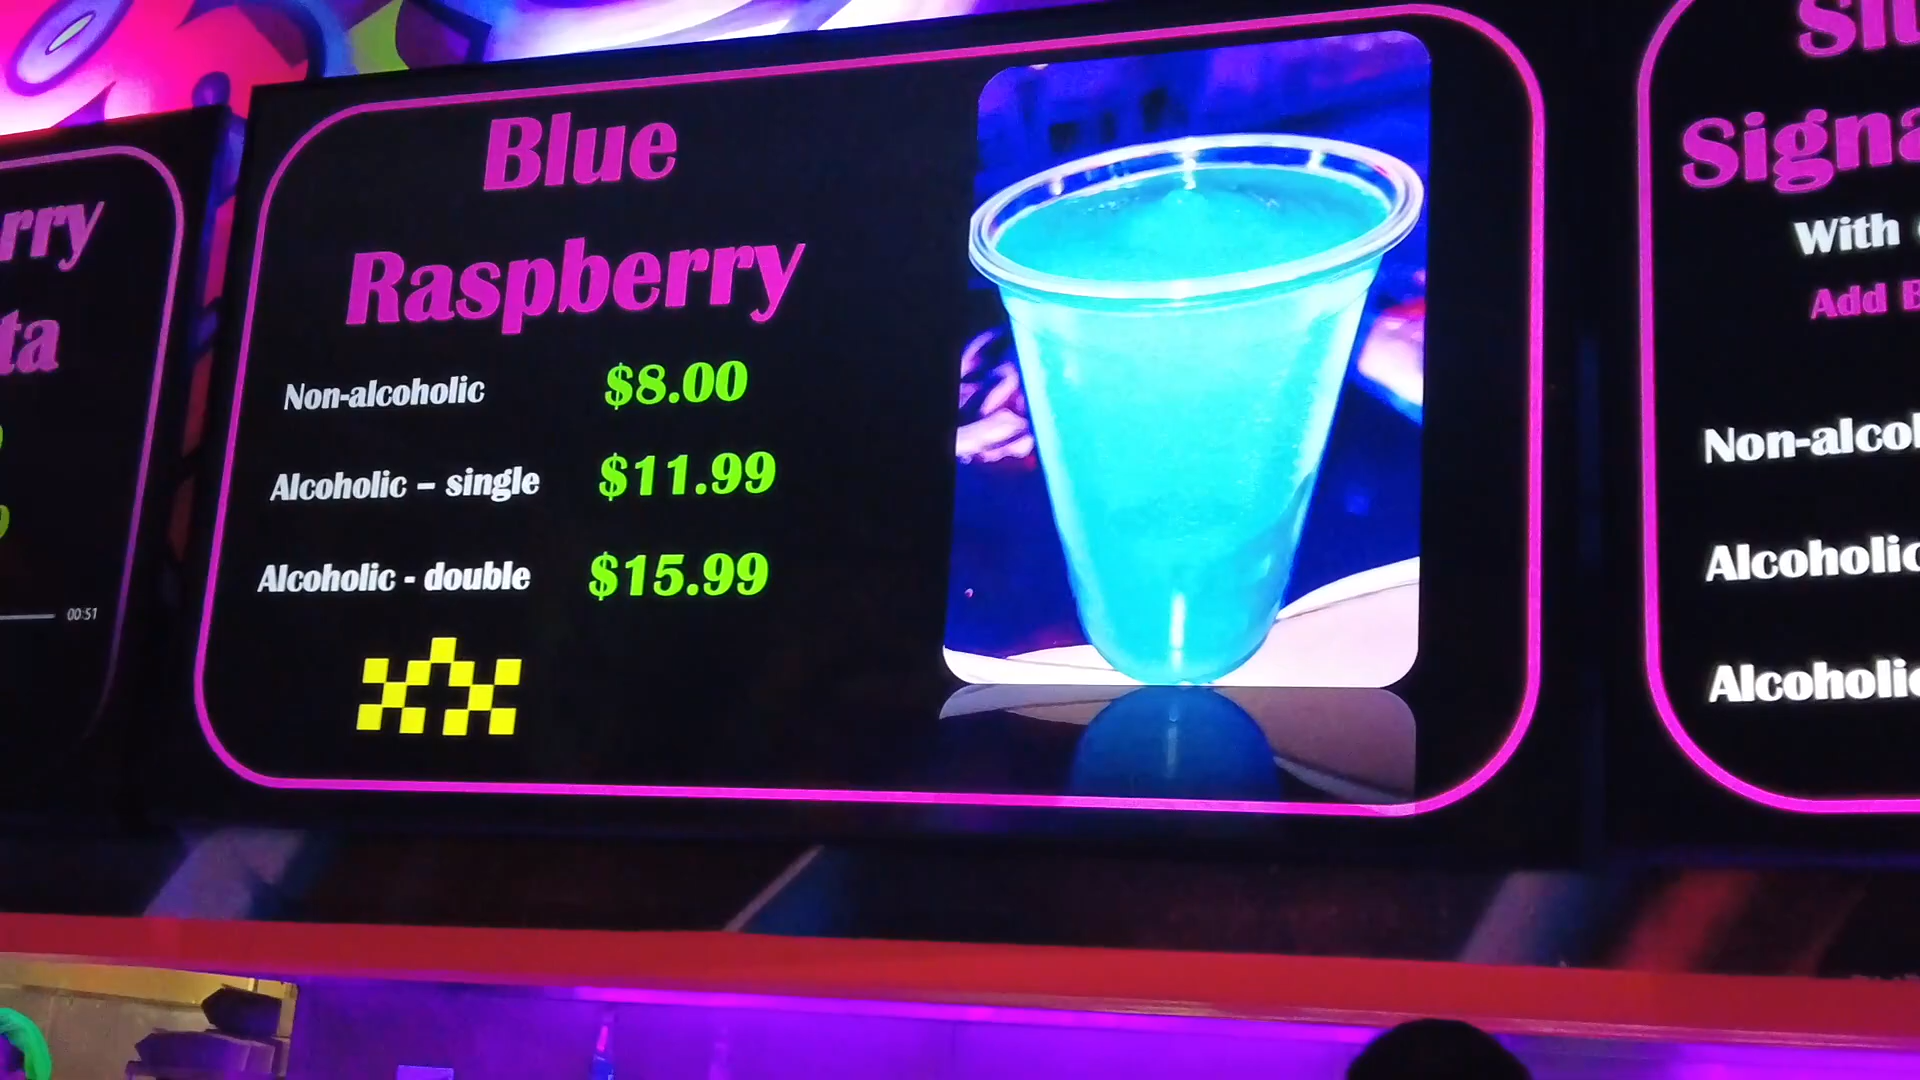 rry
ta
00:51
Blue
Raspberry
Non-alcoholic $8.00
Alcoholic – single $11.99
Alcoholic - double $15.99
Signa
With
Add B
Non-alcol
Alcoholic
Alcoholic